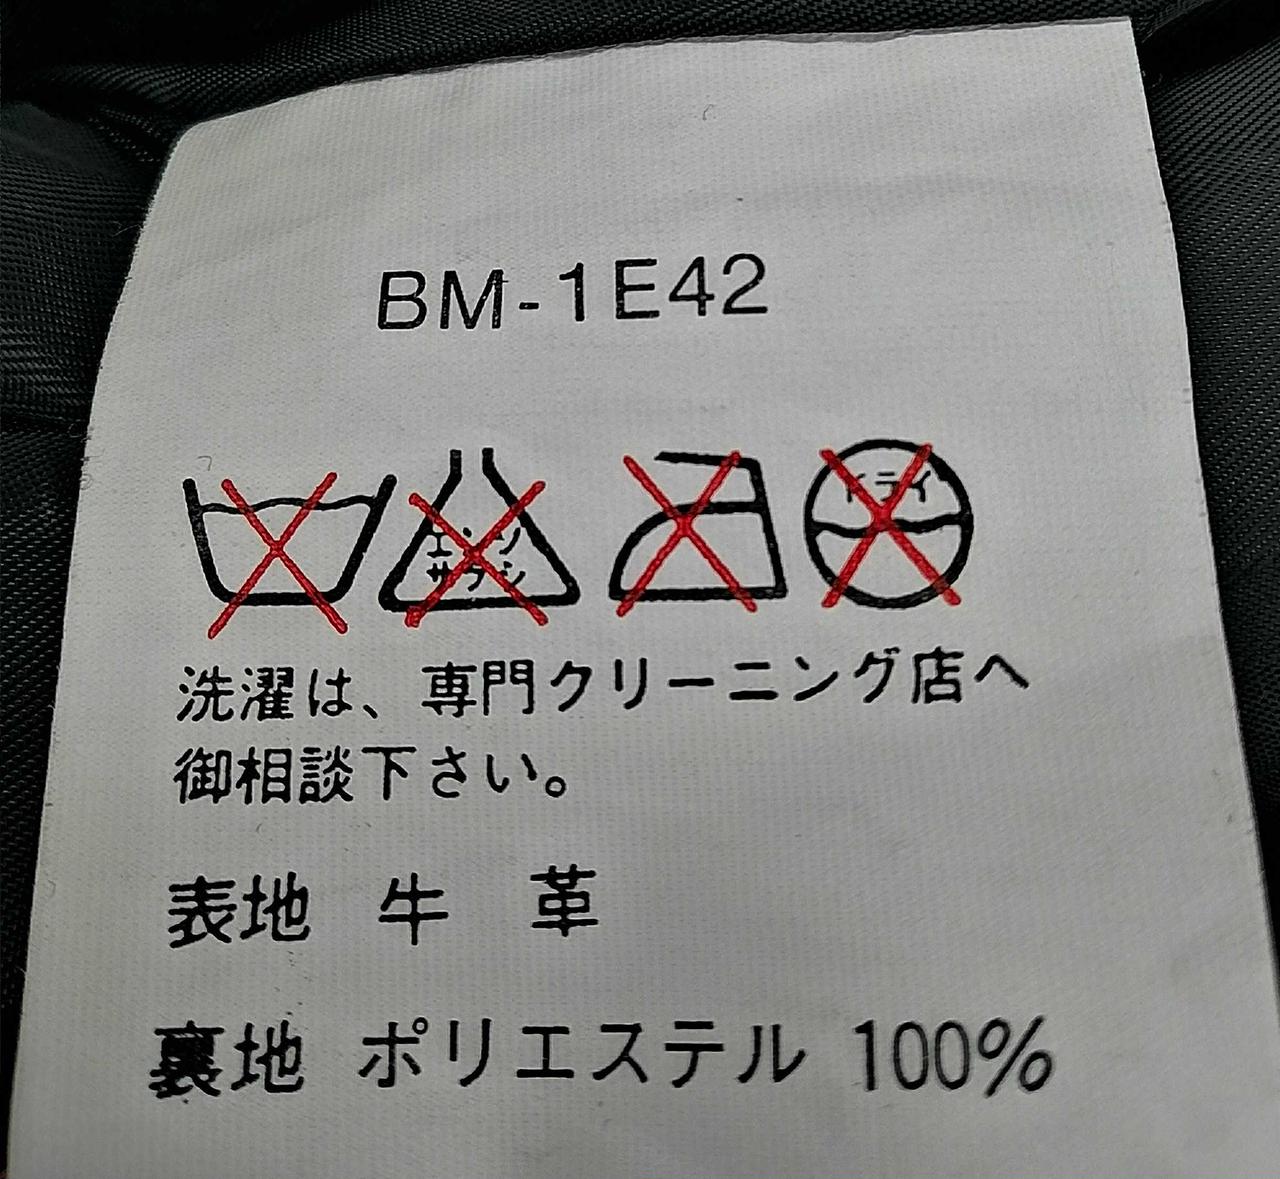 BM-1E42
エンソ
サラシ
ドライ
洗濯は、専門クリーニング店へ
御相談下さい。
表地 牛 革
裏地 ポリエステル 100%